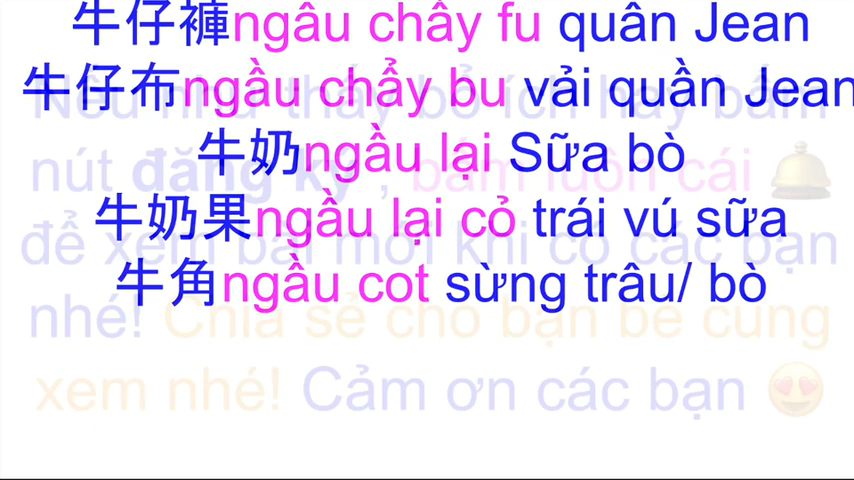 牛仔褲ngầu chẩy fu quần Jean
牛仔布ngầu chẩy bu vải quần Jean
牛奶ngầu lại Sữa bò
牛奶果ngầu lại cỏ trái vú sữa
牛角ngầu cot sừng trâu/ bò
Nếu như thấy bổ ích hãy bấm
nút đăng ký , bấm luôn cái 🛎️
để xem bài mới khi có các bạn
nhé! Chia sẻ cho bạn bè cùng
xem nhé! Cảm ơn các bạn 😍